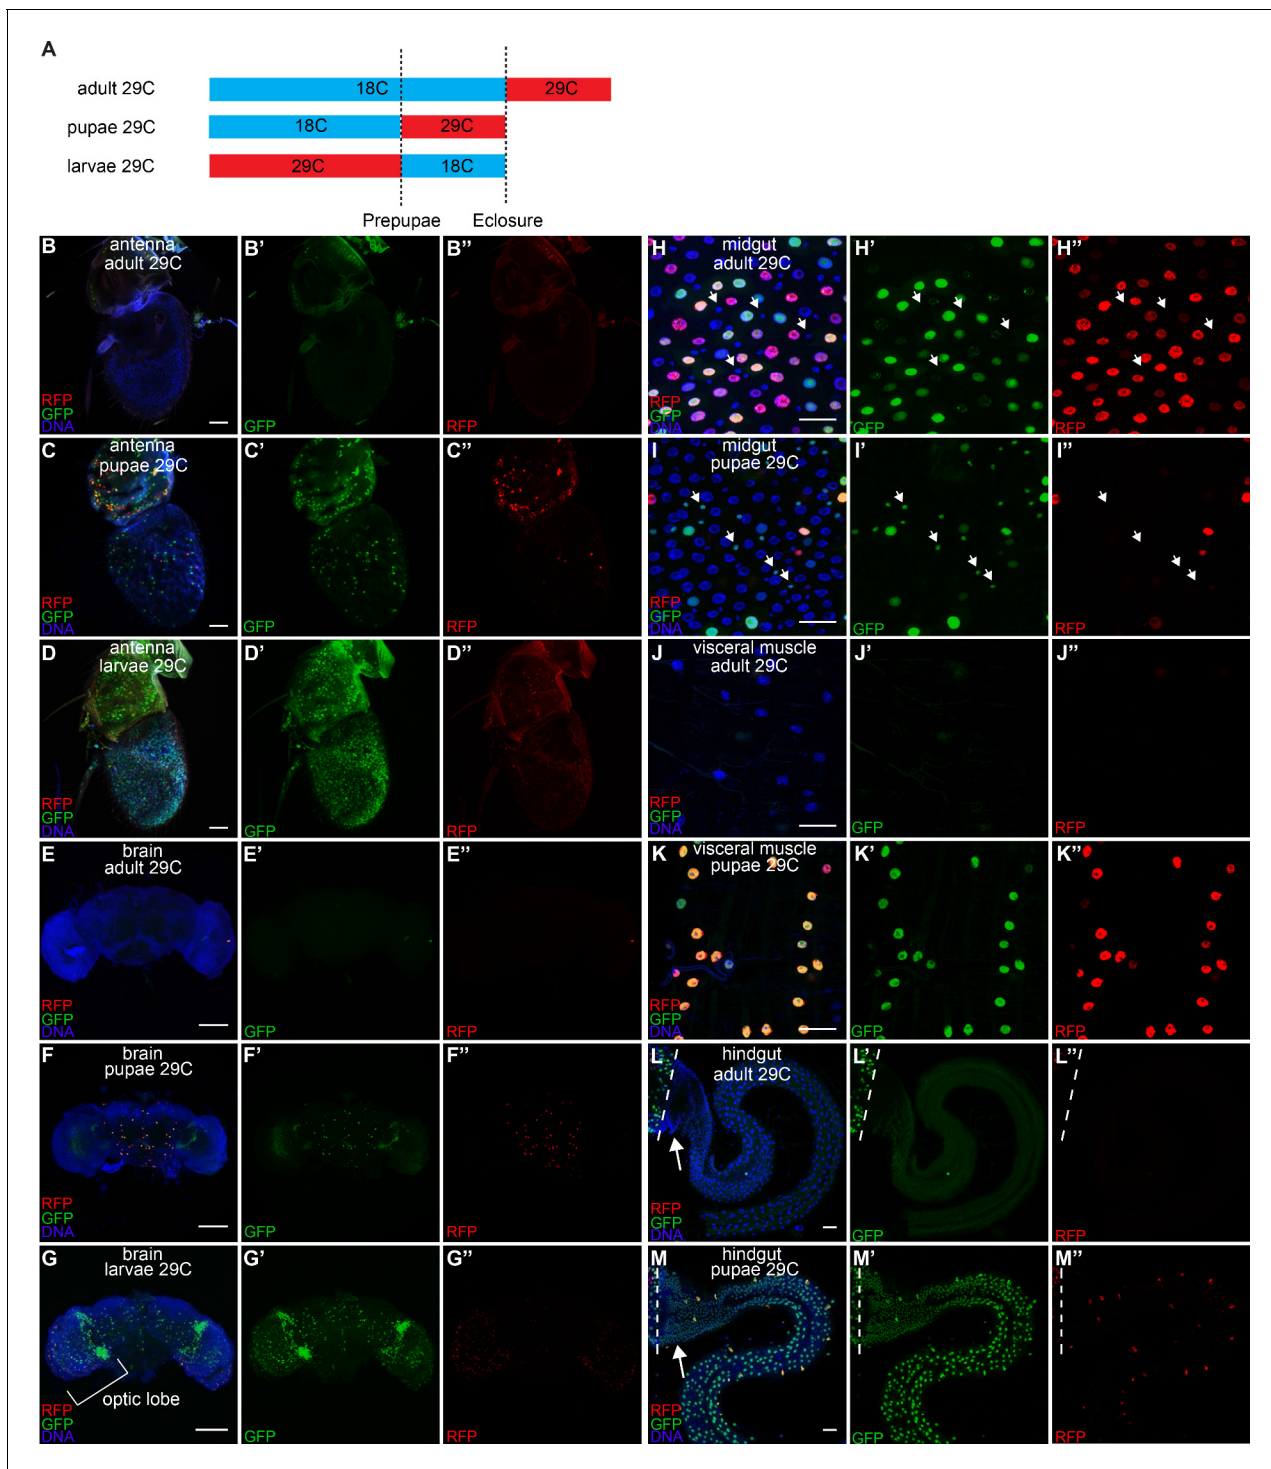 A
adult 29C
18C
29C
pupae 29C
18C
29C
larvae 29C
29C
18C
Prepupae
Eclosure
B
antenna
adult 29C
RFP
GFP
DNA
B'
GFP
B''
RFP
C
antenna
pupae 29C
RFP
GFP
DNA
C'
GFP
C''
RFP
D
antenna
larvae 29C
RFP
GFP
DNA
D'
GFP
D''
RFP
E
brain
adult 29C
RFP
GFP
DNA
E'
GFP
E''
RFP
F
brain
pupae 29C
RFP
GFP
DNA
F'
GFP
F''
RFP
G
brain
larvae 29C
optic lobe
RFP
GFP
DNA
G'
GFP
G''
RFP
H
midgut
adult 29C
RFP
GFP
DNA
H'
GFP
H''
RFP
I
midgut
pupae 29C
RFP
GFP
DNA
I'
GFP
I''
RFP
J
visceral muscle
adult 29C
RFP
GFP
DNA
J'
GFP
J''
RFP
K
visceral muscle
pupae 29C
RFP
GFP
DNA
K'
GFP
K''
RFP
L
hindgut
adult 29C
RFP
GFP
DNA
L'
GFP
L''
RFP
M
hindgut
pupae 29C
RFP
GFP
DNA
M'
GFP
M''
RFP